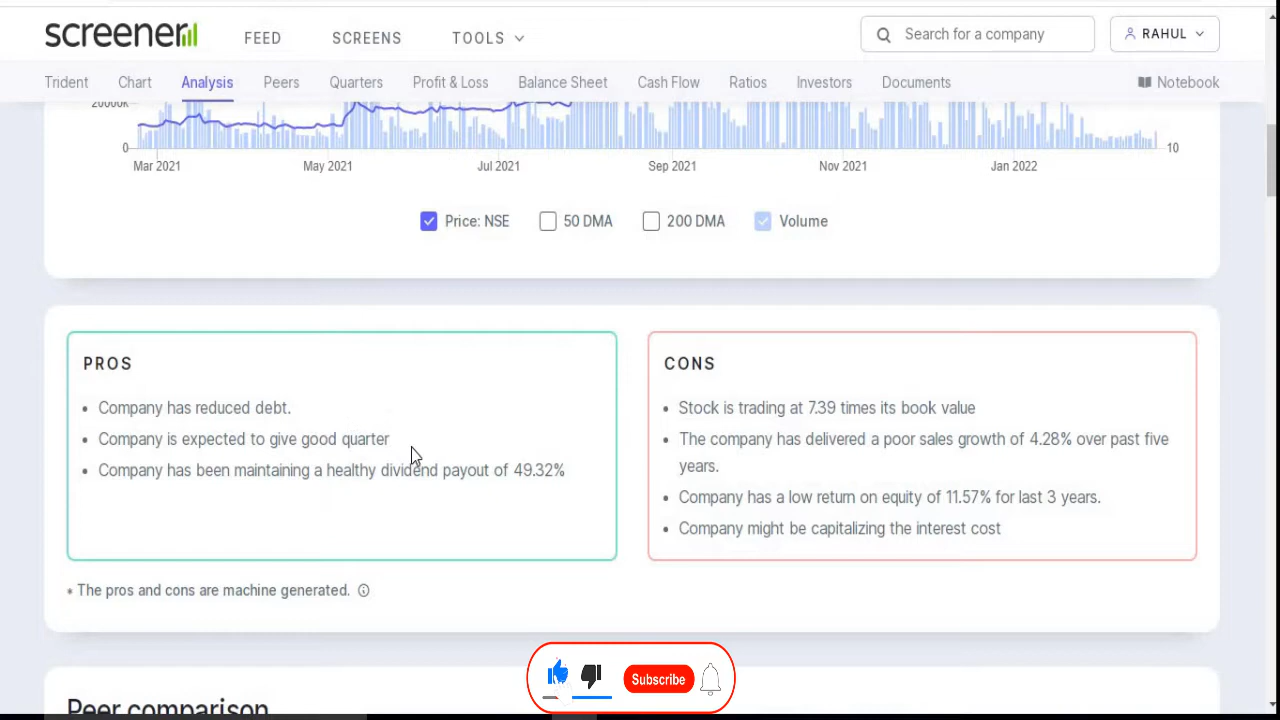 screener
FEED SCREENS TOOLS
Search for a company
RAHUL
Trident Chart Analysis Peers Quarters Profit & Loss Balance Sheet Cash Flow Ratios Investors Documents Notebook
20000K
0 10
Mar 2021 May 2021 Jul 2021 Sep 2021 Nov 2021 Jan 2022
Price: NSE 50 DMA 200 DMA Volume
PROS
• Company has reduced debt.
• Company is expected to give good quarter
• Company has been maintaining a healthy dividend payout of 49.32%
CONS
• Stock is trading at 7.39 times its book value
• The company has delivered a poor sales growth of 4.28% over past five
years.
• Company has a low return on equity of 11.57% for last 3 years.
• Company might be capitalizing the interest cost
* The pros and cons are machine generated.
Subscribe
Peer comparison